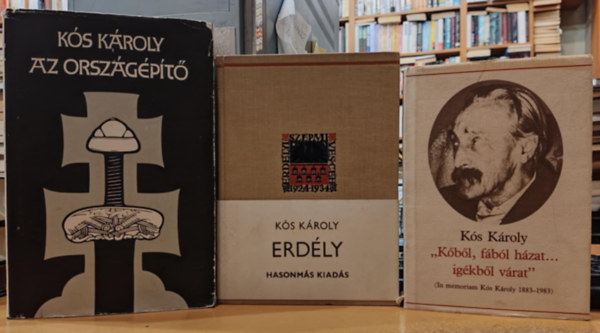 KÓS KÁROLY
AZ ORSZÁGÉPÍTŐ
1924-1934
KÓS KÁROLY
ERDÉLY
HASONMÁS KIADÁS
Kós Károly
„Kőből, fából házat...
igékből várat”
(In memoriam Kós Károly 1883-1983)